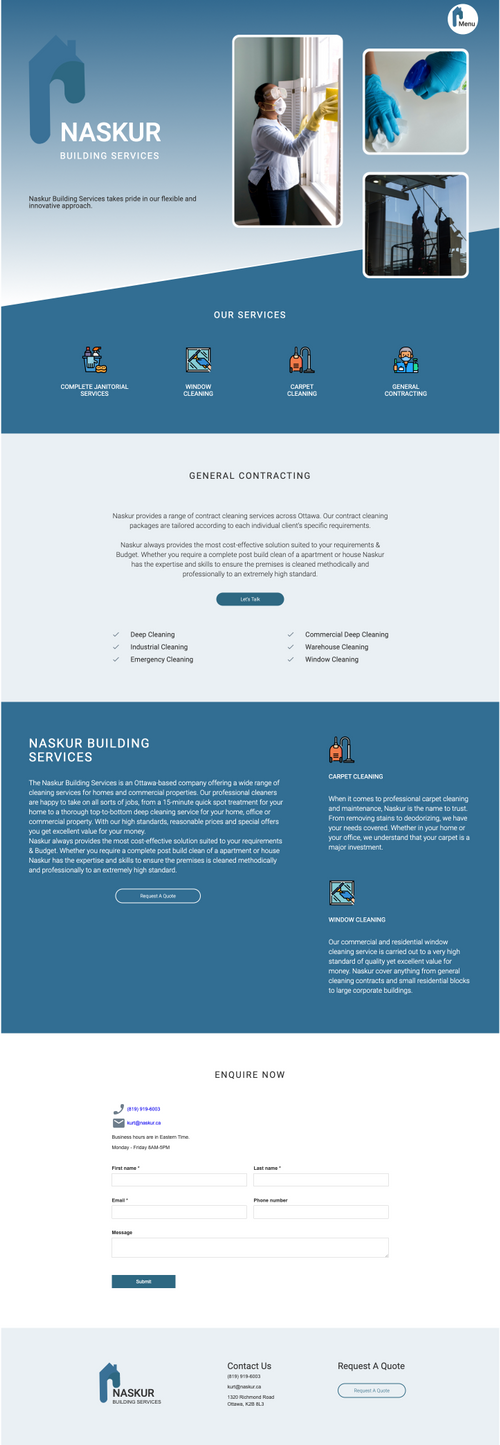 Menu
NASKUR
BUILDING SERVICES
Naskur Building Services takes pride in our flexible and
innovative approach.
OUR SERVICES
COMPLETE JANITORIAL
SERVICES
WINDOW
CLEANING
CARPET
CLEANING
GENERAL
CONTRACTING
GENERAL CONTRACTING
Naskur provides a range of contract cleaning services across Ottawa. Our contract cleaning
packages are tailored according to each individual client's specific requirements.
Naskur always provides the most cost-effective solution suited to your requirements &
Budget. Whether you require a complete post build clean of a apartment or house Naskur
has the expertise and skills to ensure the premises is cleaned methodically and
professionally to an extremely high standard.
Let's Talk
Deep Cleaning
Industrial Cleaning
Emergency Cleaning
Commercial Deep Cleaning
Warehouse Cleaning
Window Cleaning
NASKUR BUILDING
SERVICES
The Naskur Building Services is an Ottawa-based company offering a wide range of
cleaning services for homes and commercial properties. Our professional cleaners
are happy to take on all sorts of jobs, from a 15-minute quick spot treatment for your
home to a thorough top-to-bottom deep cleaning service for your home, office or
commercial property. With our high standards, reasonable prices and special offers
you get excellent value for your money.
Naskur always provides the most cost-effective solution suited to your requirements
& Budget. Whether you require a complete post build clean of a apartment or house
Naskur has the expertise and skills to ensure the premises is cleaned methodically
and professionally to an extremely high standard.
Request A Quote
CARPET CLEANING
When it comes to professional carpet cleaning
and maintenance, Naskur is the name to trust.
From removing stains to deodorizing, we have
your needs covered. Whether in your home or
your office, we understand that your carpet is a
major investment.
WINDOW CLEANING
Our commercial and residential window
cleaning service is carried out to a very high
standard of quality yet excellent value for
money. Naskur cover anything from general
cleaning contracts and small residential blocks
to large corporate buildings.
ENQUIRE NOW
(819) 919-6003
kurt@naskur.ca
Business hours are in Eastern Time.
Monday - Friday 8AM-5PM
First name *
Last name *
Email *
Phone number
Message
Submit
NASKUR
BUILDING SERVICES
Contact Us
(819) 919-6003
kurt@naskur.ca
1320 Richmond Road
Ottawa, K2B 8L3
Request A Quote
Request A Quote